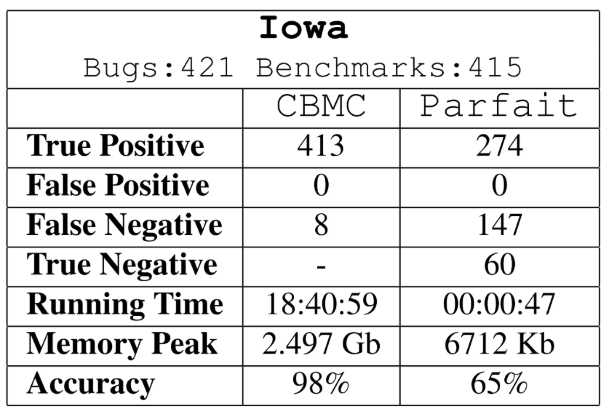 Iowa
Bugs:421 Benchmarks:415
CBMC Parfait
True Positive 413 274
False Positive 0 0
False Negative 8 147
True Negative - 60
Running Time 18:40:59 00:00:47
Memory Peak 2.497 Gb 6712 Kb
Accuracy 98% 65%